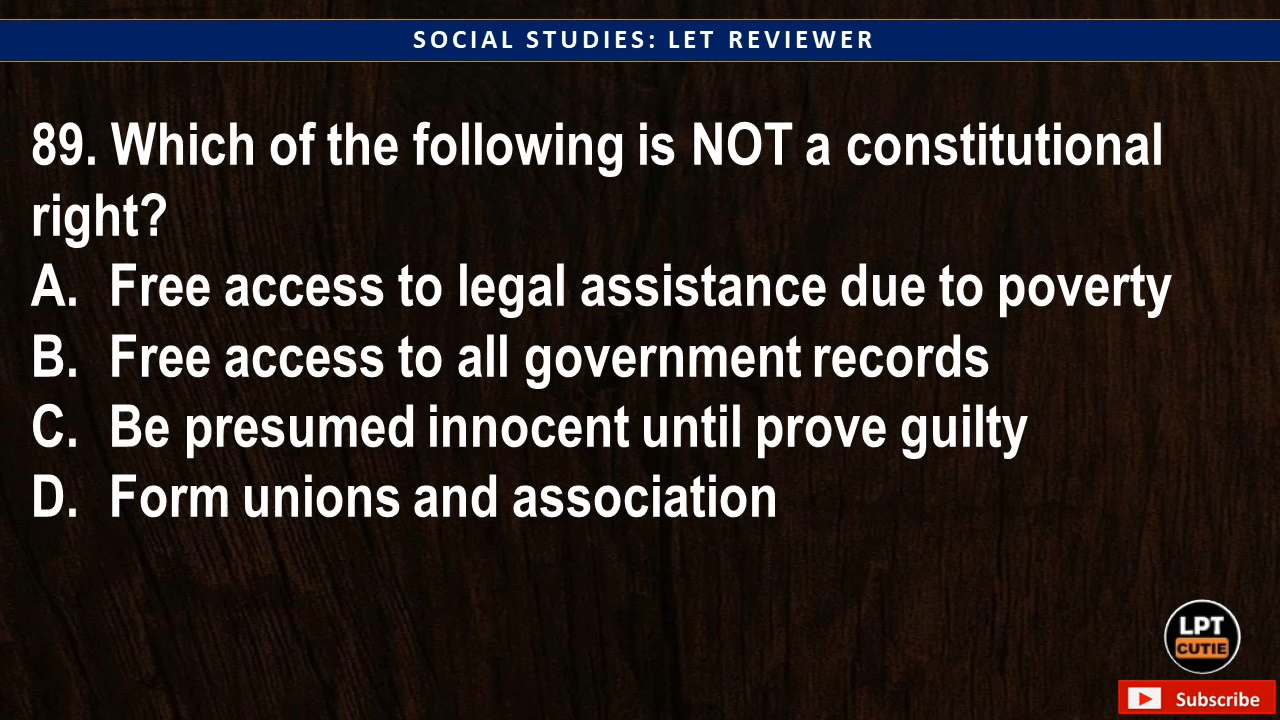 SOCIAL STUDIES: LET REVIEWER
89. Which of the following is NOT a constitutional
right?
A. Free access to legal assistance due to poverty
B. Free access to all government records
C. Be presumed innocent until prove guilty
D. Form unions and association
LPT
CUTIE
Subscribe